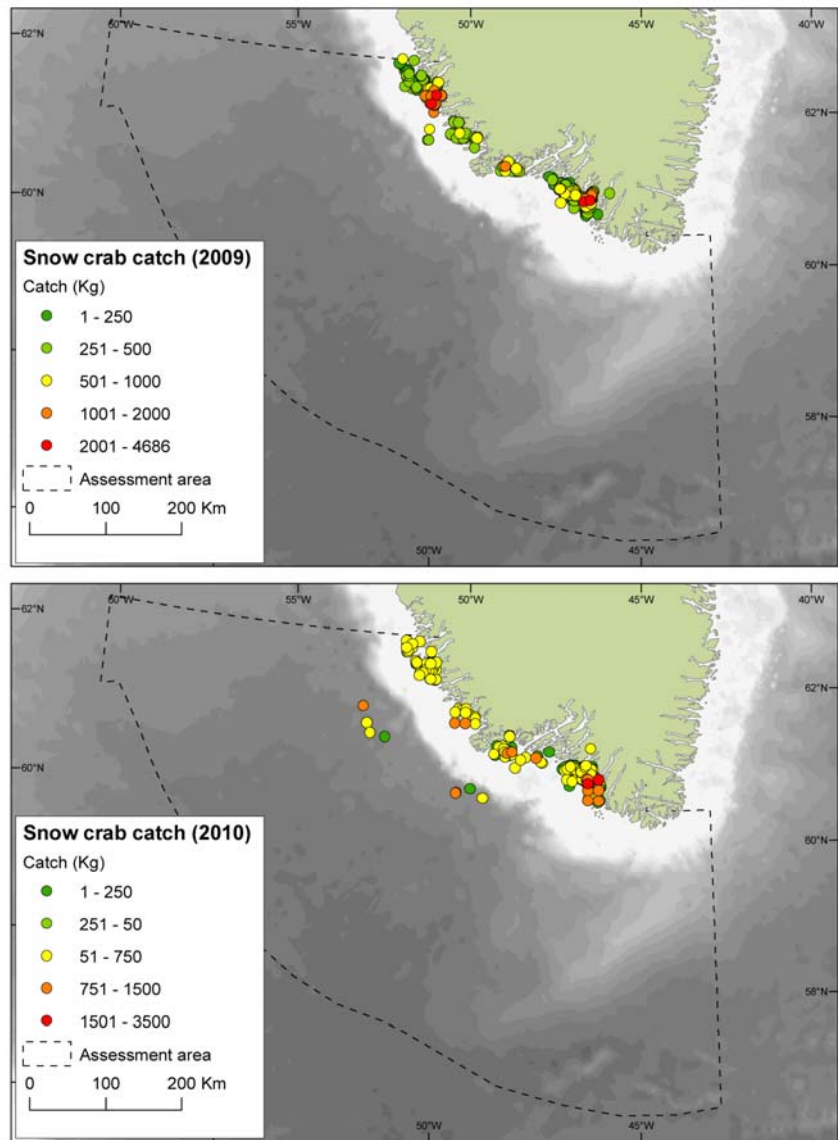 60°W 55°W 50°W 45°W 40°W
62°N 62°N
60°N
Snow crab catch (2009)
60°N
Catch (Kg)
1 - 250
251 - 500
501 - 1000
1001 - 2000
58°N
2001 - 4686
Assessment area
0 100 200 Km
50°W 45°W
60°W 55°W 50°W 45°W 40°W
62°N 62°N
60°N
Snow crab catch (2010)
60°N
Catch (Kg)
1 - 250
251 - 50
51 - 750
751 - 1500
58°N
1501 - 3500
Assessment area
0 100 200 Km
50°W 45°W